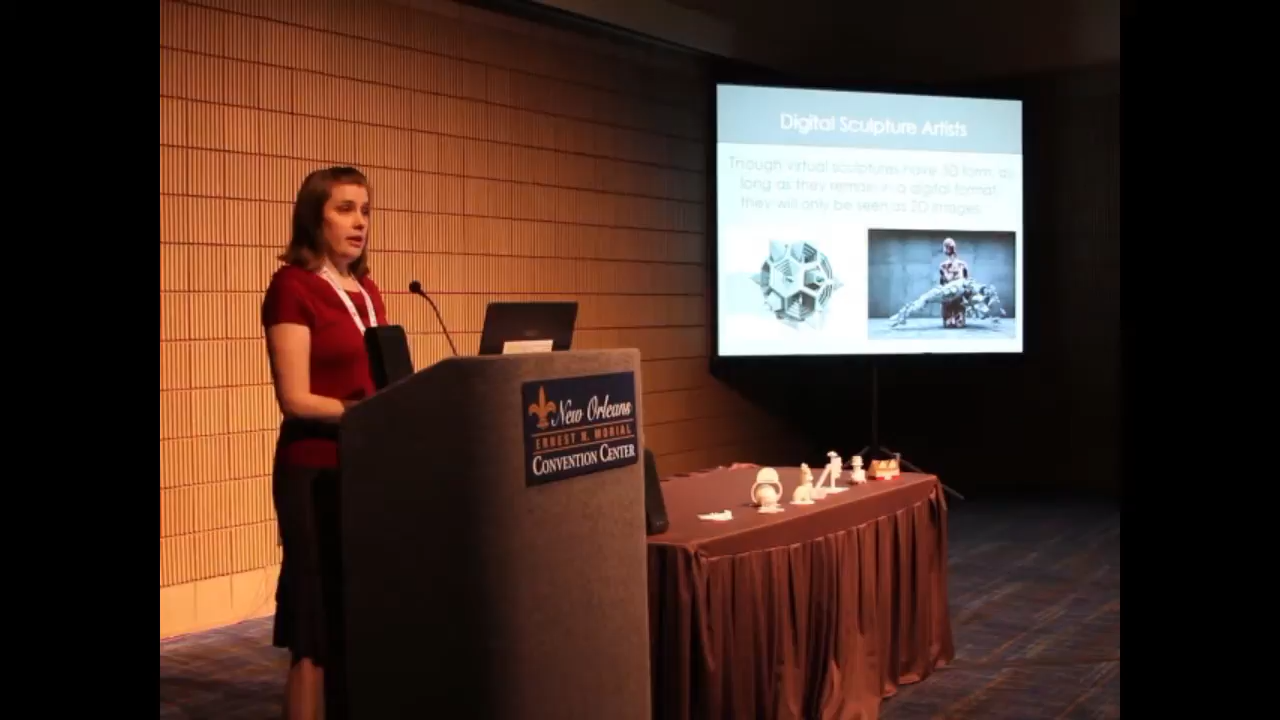 Digital Sculpture Artists
Though virtual sculptures have 3D form, as
long as they remain in a digital format,
they will only be seen as 2D images.
New Orleans
ERNEST N. MORIAL
CONVENTION CENTER